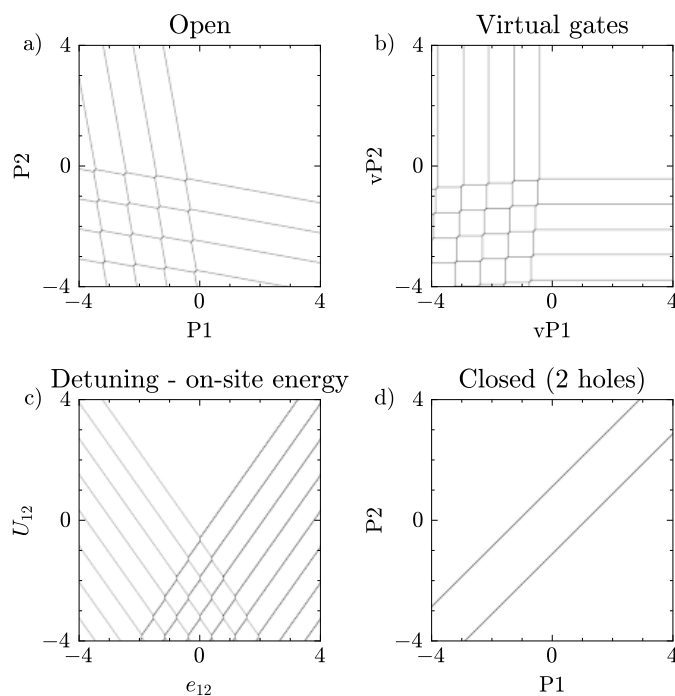 Open
a)
4
0
−4
P2
−4
0
4
P1
Virtual gates
b)
4
0
−4
vP2
−4
0
4
vP1
Detuning - on-site energy
c)
4
0
−4
U12
−4
0
4
e12
Closed (2 holes)
d)
4
0
−4
P2
−4
0
4
P1